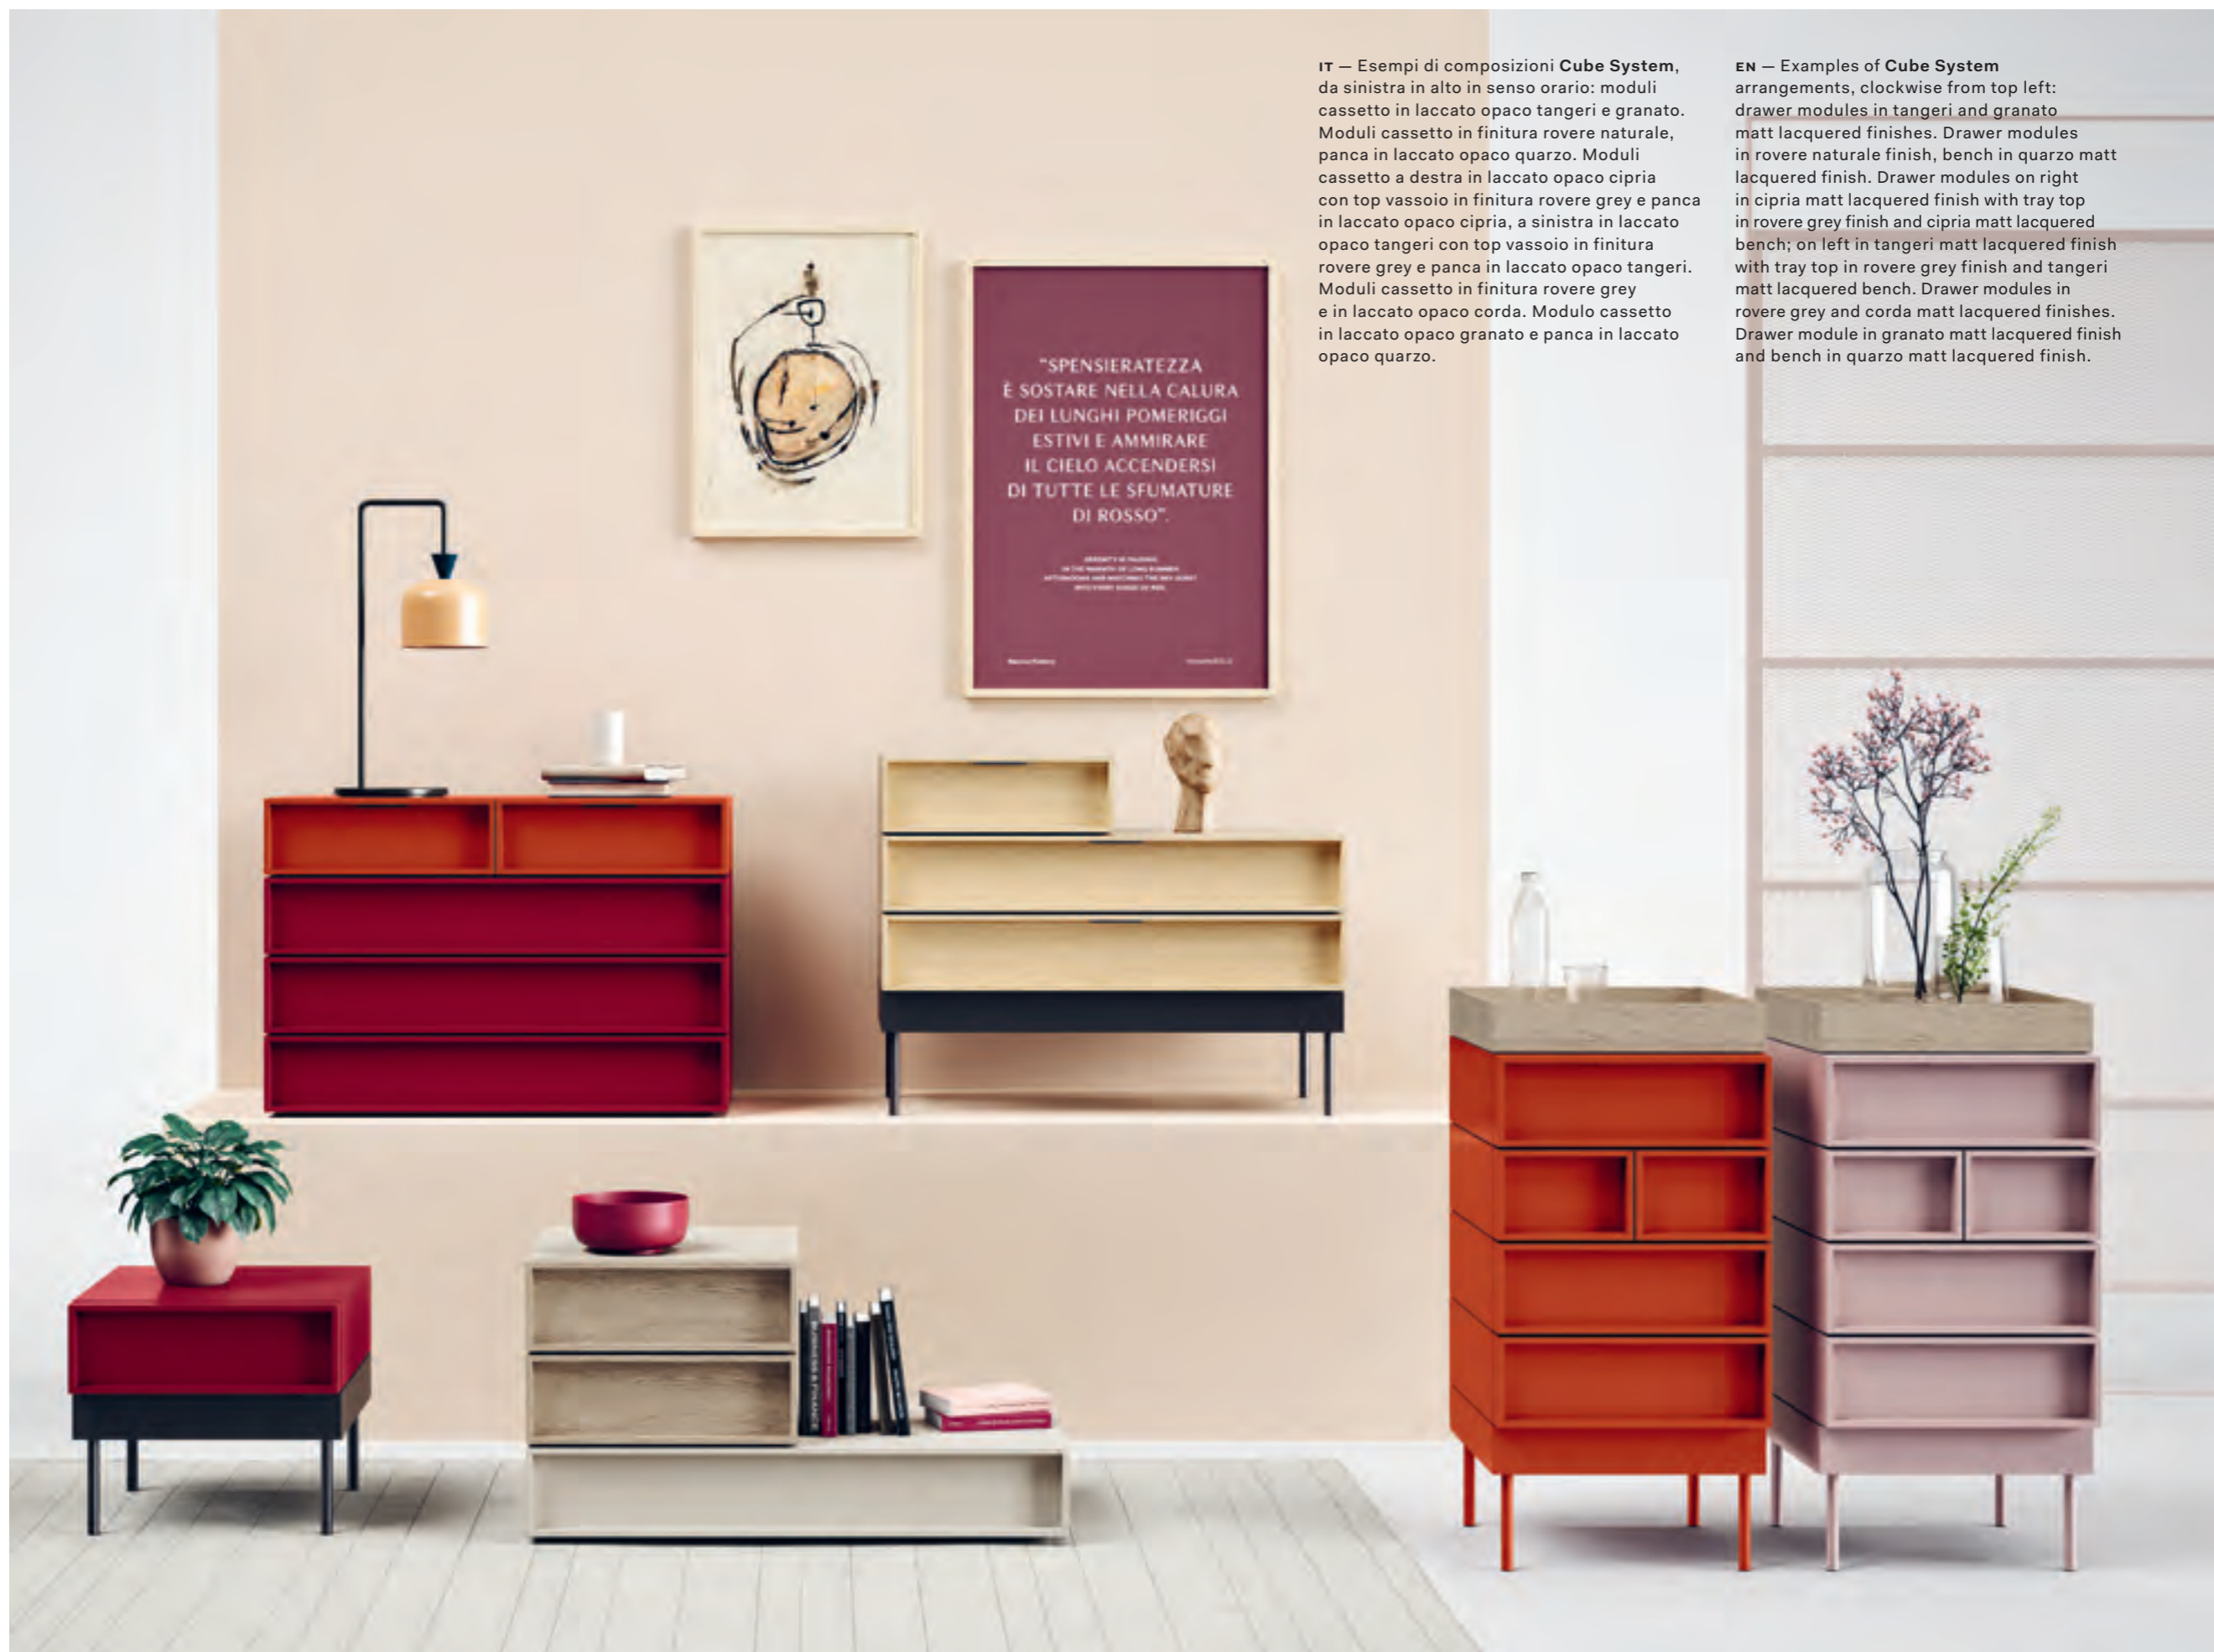 IT — Esempi di composizioni Cube System,
da sinistra in alto in senso orario: moduli
cassetto in laccato opaco tangeri e granato.
Moduli cassetto in finitura rovere naturale,
panca in laccato opaco quarzo. Moduli
cassetto a destra in laccato opaco cipria
con top vassoio in finitura rovere grey e panca
in laccato opaco cipria, a sinistra in laccato
opaco tangeri con top vassoio in finitura
rovere grey e panca in laccato opaco tangeri.
Moduli cassetto in finitura rovere grey
e in laccato opaco corda. Modulo cassetto
in laccato opaco granato e panca in laccato
opaco quarzo.
EN — Examples of Cube System
arrangements, clockwise from top left:
drawer modules in tangeri and granato
matt lacquered finishes. Drawer modules
in rovere naturale finish, bench in quarzo matt
lacquered finish. Drawer modules on right
in cipria matt lacquered finish with tray top
in rovere grey finish and cipria matt lacquered
bench; on left in tangeri matt lacquered finish
with tray top in rovere grey finish and tangeri
matt lacquered bench. Drawer modules in
rovere grey and corda matt lacquered finishes.
Drawer module in granato matt lacquered finish
and bench in quarzo matt lacquered finish.
"SPENSIERATEZZA
È SOSTARE NELLA CALURA
DEI LUNGHI POMERIGGI
ESTIVI E AMMIRARE
IL CIELO ACCENDERSI
DI TUTTE LE SFUMATURE
DI ROSSO".
BUSINESS & FINANCE